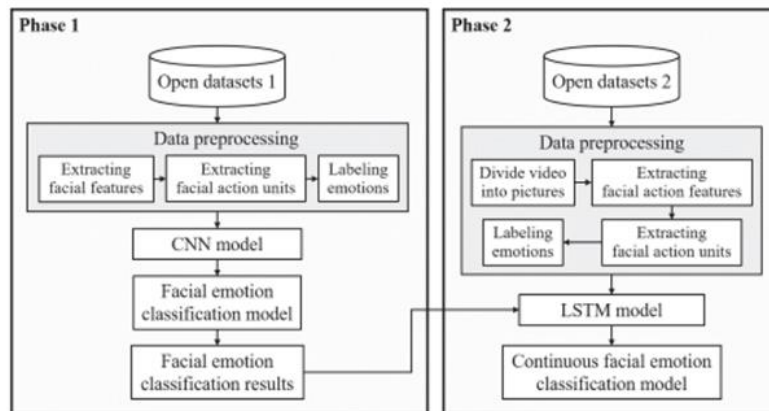 Phase 1
Open datasets 1
Data preprocessing
Extracting
facial features
Extracting
facial action units
Labeling
emotions
CNN model
Facial emotion
classification model
Facial emotion
classification results
Phase 2
Open datasets 2
Data preprocessing
Divide video
into pictures
Extracting
facial action features
Labeling
emotions
Extracting
facial action units
LSTM model
Continuous facial emotion
classification model